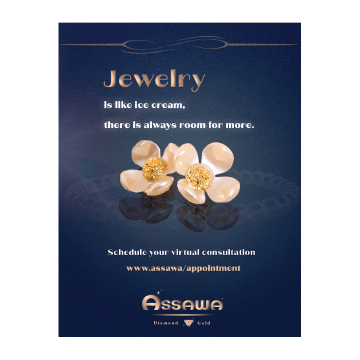 Jewelry
is like ice cream,
there is always room for more.
Schedule your virtual consultation
www.assawa/appointment
ASSAWA
Diamond Gold